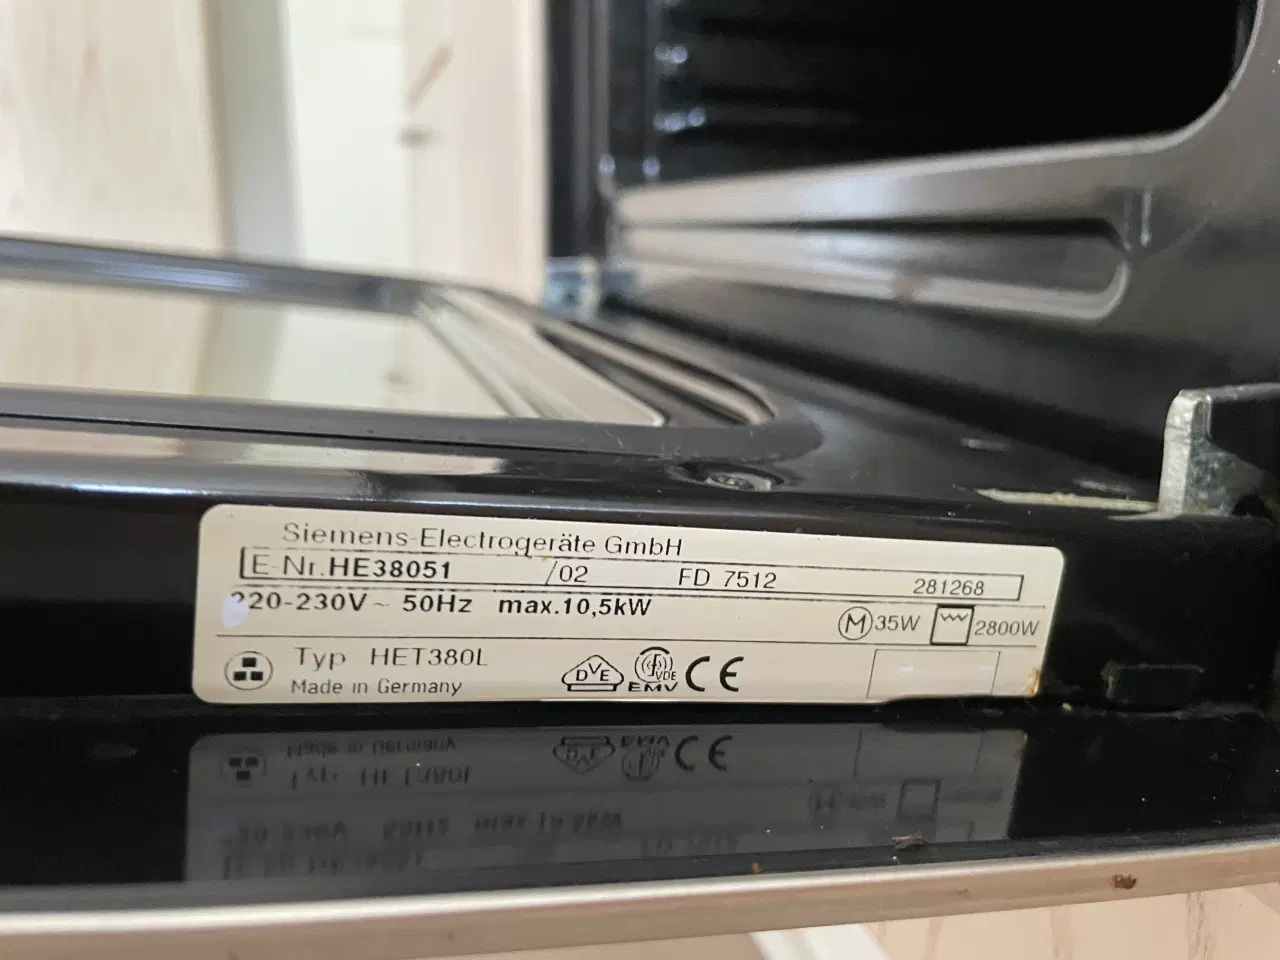 Siemens-Electrogeräte GmbH
E-Nr. HE38051 /02 FD 7512 281268
220-230V~ 50Hz max.10,5kW
M 35W 2800W
Typ HET380L
Made in Germany
DVE VDE EMV CE